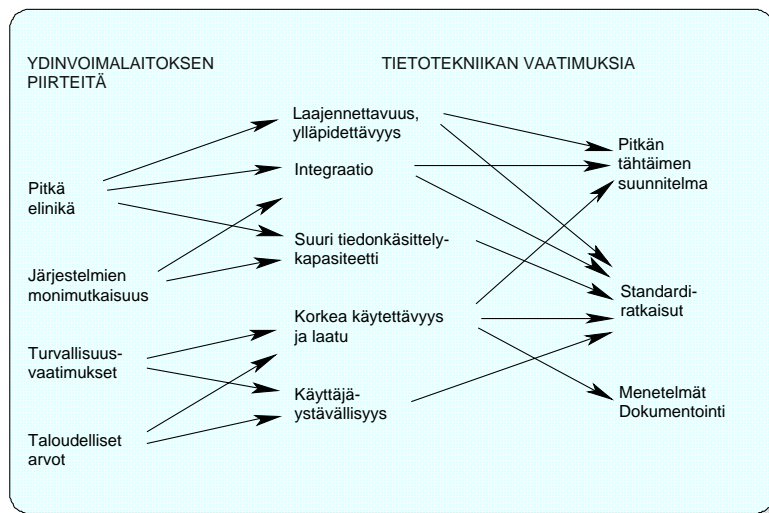 YDINVOIMALAITOKSEN
PIIRTEITÄ
TIETOTEKNIIKAN VAATIMUKSIA
Pitkä
elinikä
Järjestelmien
monimutkaisuus
Turvallisuus-
vaatimukset
Taloudelliset
arvot
Laajennettavuus,
ylläpidettävyys
Integraatio
Suuri tiedonkäsittely-
kapasiteetti
Korkea käytettävyys
ja laatu
Käyttäjä-
ystävällisyys
Pitkän
tähtäimen
suunnitelma
Standardi-
ratkaisut
Menetelmät
Dokumentointi